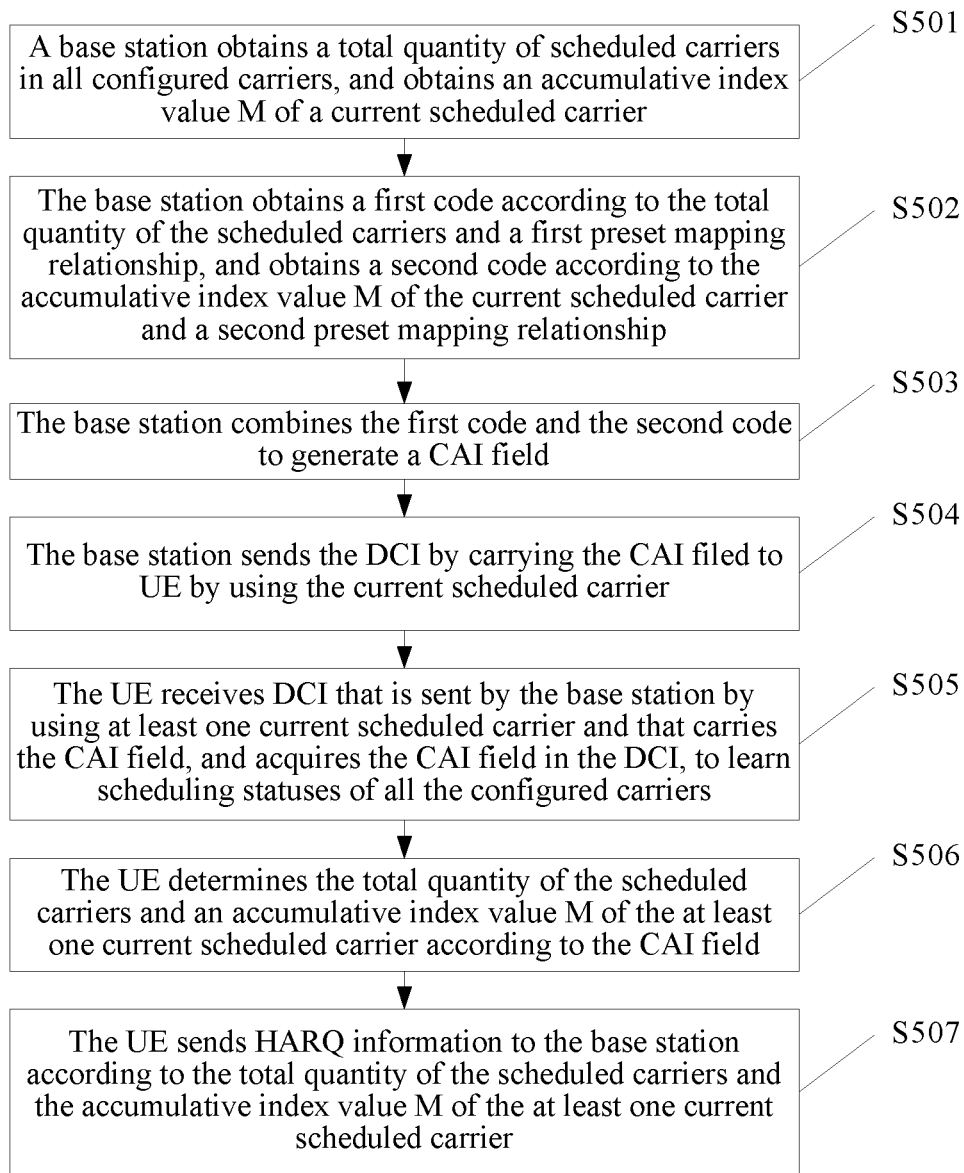 S501
A base station obtains a total quantity of scheduled carriers
in all configured carriers, and obtains an accumulative index
value M of a current scheduled carrier
S502
The base station obtains a first code according to the total
quantity of the scheduled carriers and a first preset mapping
relationship, and obtains a second code according to the
accumulative index value M of the current scheduled carrier
and a second preset mapping relationship
S503
The base station combines the first code and the second code
to generate a CAI field
S504
The base station sends the DCI by carrying the CAI filed to
UE by using the current scheduled carrier
S505
The UE receives DCI that is sent by the base station by
using at least one current scheduled carrier and that carries
the CAI field, and acquires the CAI field in the DCI, to learn
scheduling statuses of all the configured carriers
S506
The UE determines the total quantity of the scheduled
carriers and an accumulative index value M of the at least
one current scheduled carrier according to the CAI field
S507
The UE sends HARQ information to the base station
according to the total quantity of the scheduled carriers and
the accumulative index value M of the at least one current
scheduled carrier